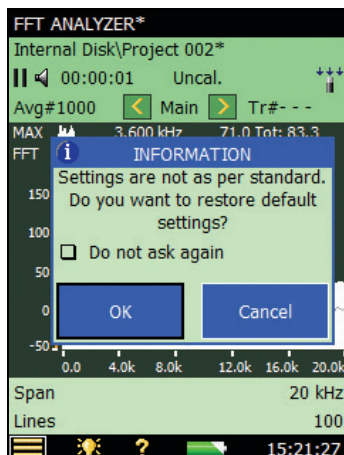 FFT ANALYZER*
Internal Disk\Project 002*
00:00:01 Uncal.
Avg#1000 < Main > Tr#- - -
MAX 3.600 kHz 71.0 Tot: 83.3
FFT i INFORMATION
Settings are not as per standard.
Do you want to restore default
settings?
Do not ask again
OK Cancel
150
100
50
0
-50
0.0 4.0k 8.0k 12.0k 16.0k 20.0k
Span 20 kHz
Lines 100
? 15:21:27